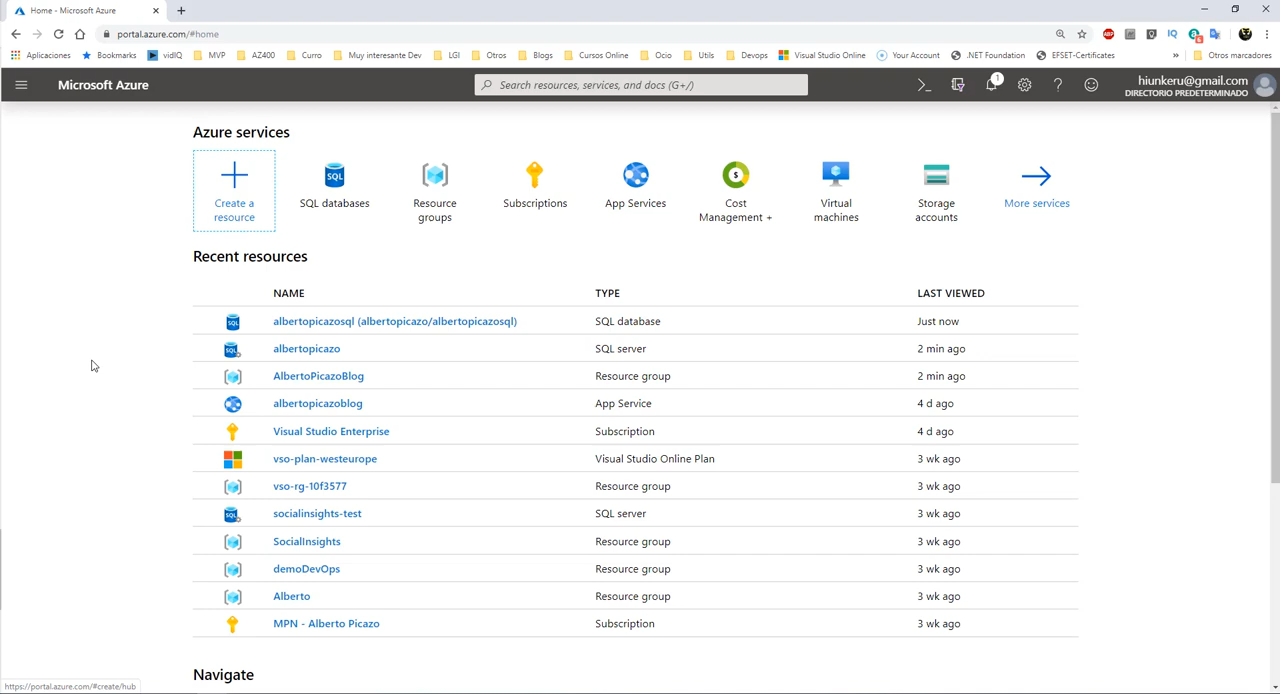 Home - Microsoft Azure
portal.azure.com/#home
Aplicaciones Bookmarks vidIQ MVP AZ400 Curro Muy interesante Dev LGI Otros Blogs Cursos Online Ocio Utils Devops Visual Studio Online Your Account .NET Foundation EFSET-Certificates » Otros marcadores
Microsoft Azure
Search resources, services, and docs (G+/)
1
hiunkeru@gmail.com
DIRECTORIO PREDETERMINADO
Azure services
Create a resource
SQL databases
Resource groups
Subscriptions
App Services
Cost Management +
Virtual machines
Storage accounts
More services
Recent resources
NAME TYPE LAST VIEWED
albertopicazosql (albertopicazo/albertopicazosql) SQL database Just now
albertopicazo SQL server 2 min ago
AlbertoPicazoBlog Resource group 2 min ago
albertopicazoblog App Service 4 d ago
Visual Studio Enterprise Subscription 4 d ago
vso-plan-westeurope Visual Studio Online Plan 3 wk ago
vso-rg-10f3577 Resource group 3 wk ago
socialinsights-test SQL server 3 wk ago
SocialInsights Resource group 3 wk ago
demoDevOps Resource group 3 wk ago
Alberto Resource group 3 wk ago
MPN - Alberto Picazo Subscription 3 wk ago
Navigate
https://portal.azure.com/#create/hub